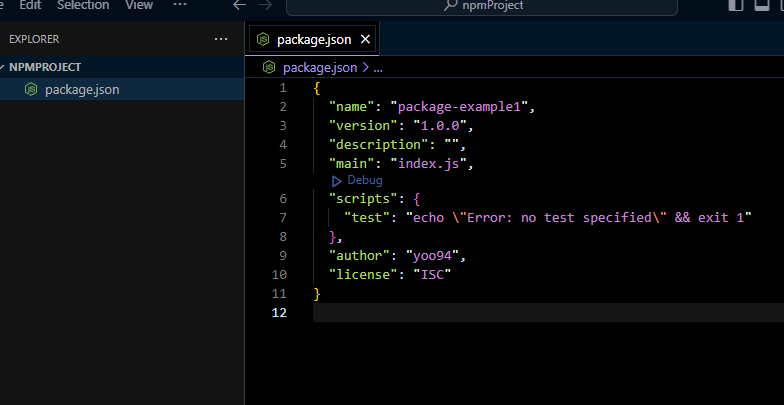 Edit Selection View ···
npmProject
EXPLORER ···
NPMPROJECT
package.json
package.json
package.json > ...
1 {
2 "name": "package-example1",
3 "version": "1.0.0",
4 "description": "",
5 "main": "index.js",
Debug
6 "scripts": {
7 "test": "echo \"Error: no test specified\" && exit 1"
8 },
9 "author": "yoo94",
10 "license": "ISC"
11 }
12